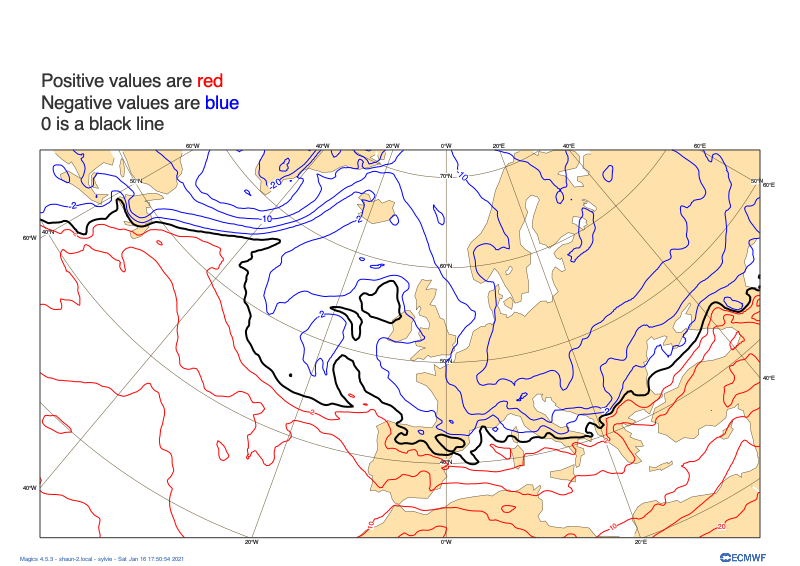 Positive values are red
Negative values are blue
0 is a black line
60°W 40°W 20°W 0°W 20°E 40°E 60°E
50°N 70°N 50°N
60°E
-20
-10
-10
-2
-2
40°N
60°W
60°N
-2
50°N
40°E
2
-2
40°N
40°W
10
10
20
20°W 0°W 20°E
Magics 4.5.3 - shaun-2.local - sylvie - Sat Jan 16 17:50:54 2021
ECMWF